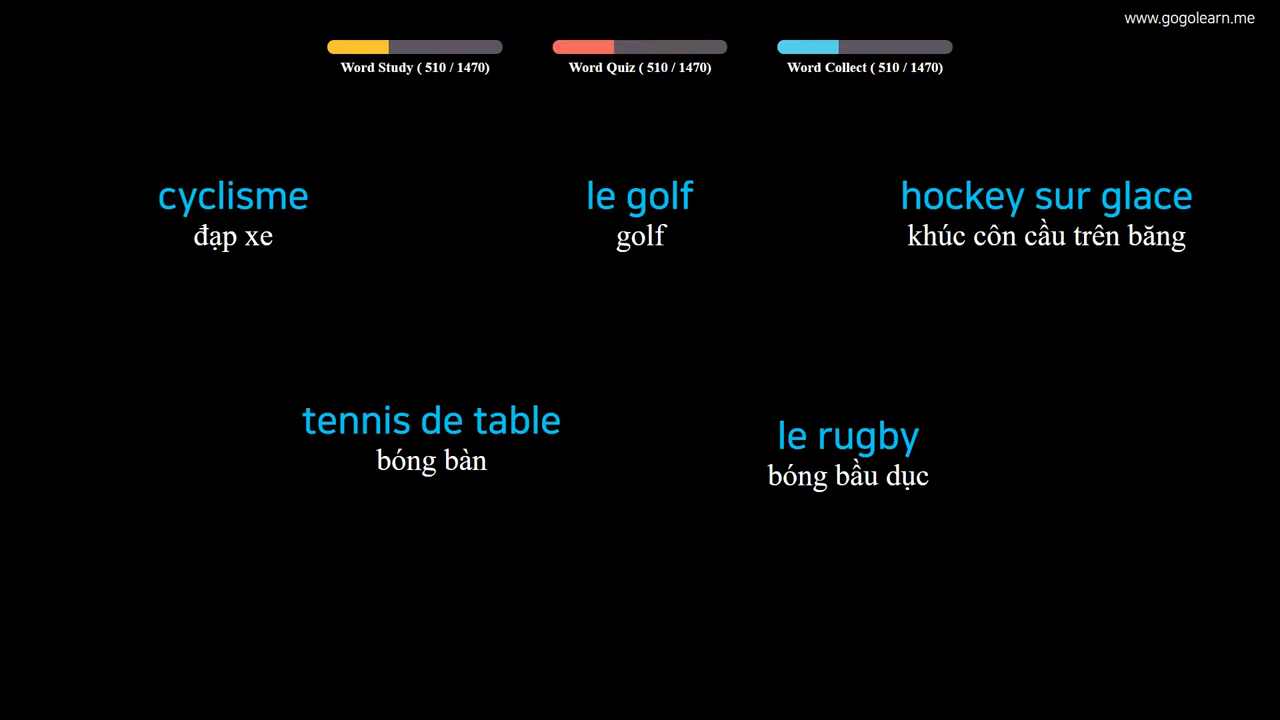 www.gogolearn.me
Word Study ( 510 / 1470)
Word Quiz ( 510 / 1470)
Word Collect ( 510 / 1470)
cyclisme
đạp xe
le golf
golf
hockey sur glace
khúc côn cầu trên băng
tennis de table
bóng bàn
le rugby
bóng bầu dục